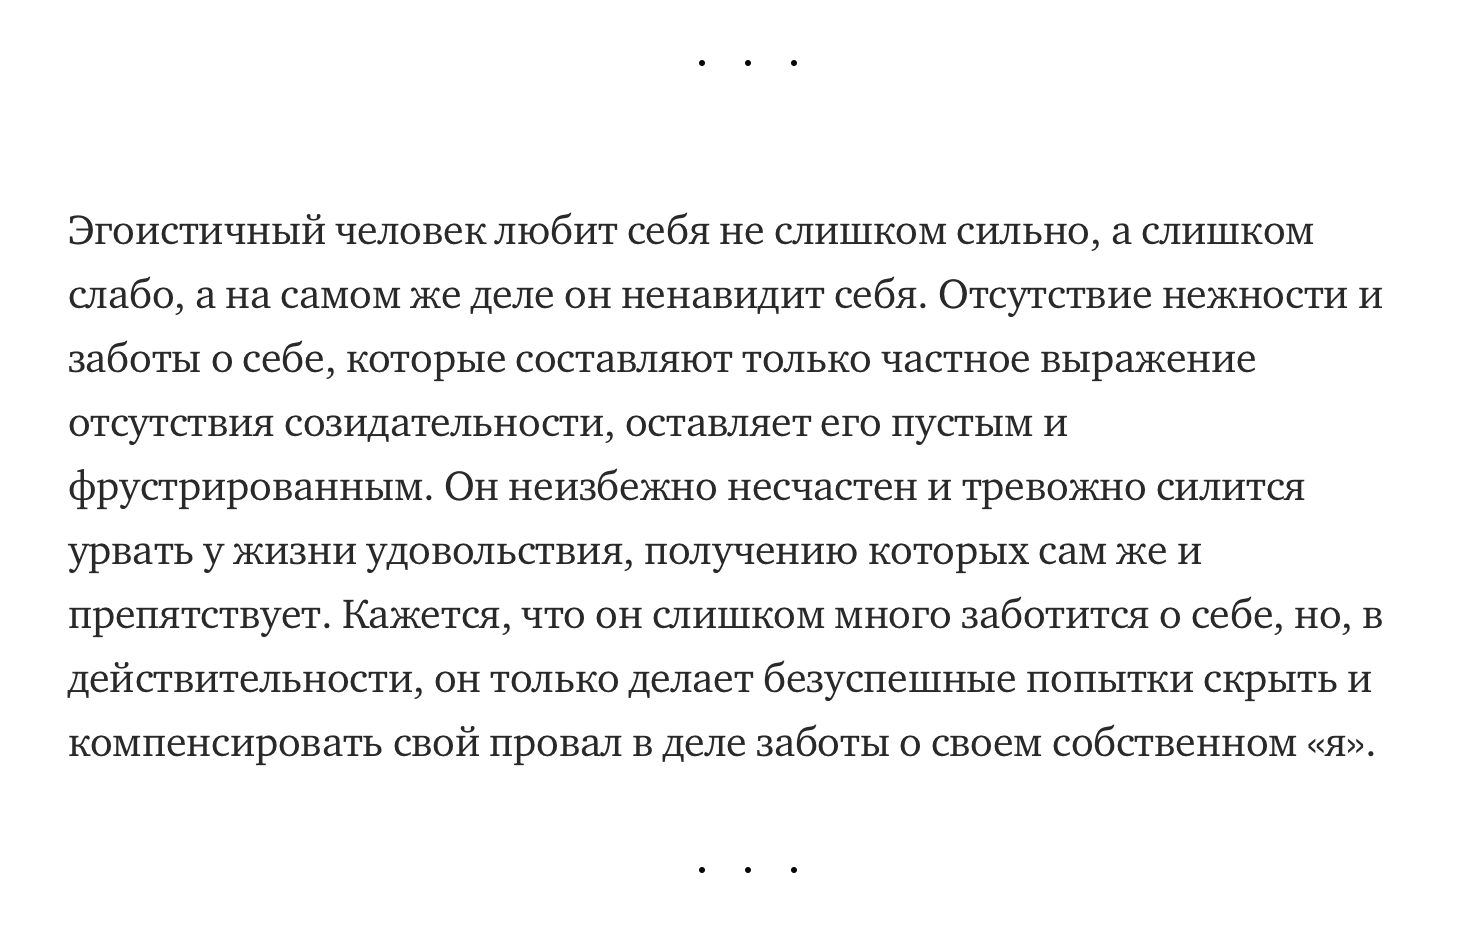 . . .
Эгоистичный человек любит себя не слишком сильно, а слишком
слабо, а на самом же деле он ненавидит себя. Отсутствие нежности и
заботы о себе, которые составляют только частное выражение
отсутствия созидательности, оставляет его пустым и
фрустрированным. Он неизбежно несчастен и тревожно силится
урвать у жизни удовольствия, получению которых сам же и
препятствует. Кажется, что он слишком много заботится о себе, но, в
действительности, он только делает безуспешные попытки скрыть и
компенсировать свой провал в деле заботы о своем собственном «я».
. . .